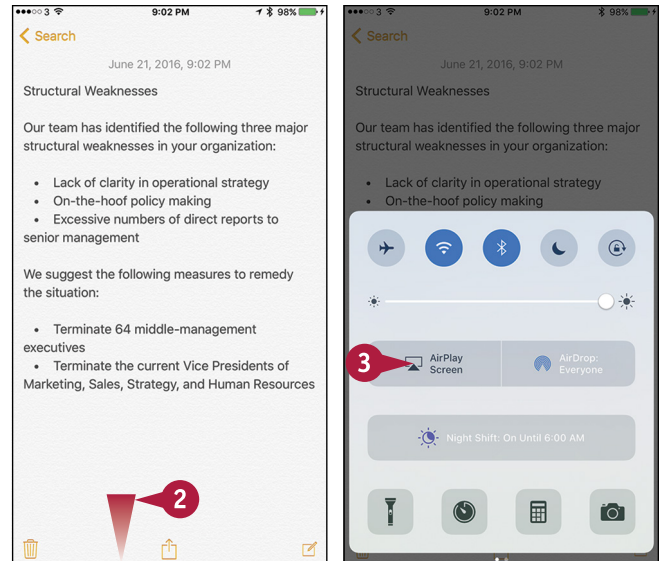 3 9:02 PM 98%
Search
June 21, 2016, 9:02 PM
Structural Weaknesses
Our team has identified the following three major
structural weaknesses in your organization:
• Lack of clarity in operational strategy
• On-the-hoof policy making
• Excessive numbers of direct reports to
senior management
We suggest the following measures to remedy
the situation:
• Terminate 64 middle-management
executives
• Terminate the current Vice Presidents of
Marketing, Sales, Strategy, and Human Resources
2
3 9:02 PM 98%
Search
June 21, 2016, 9:02 PM
Structural Weaknesses
Our team has identified the following three major
structural weaknesses in your organization:
• Lack of clarity in operational strategy
• On-the-hoof policy making
3
AirPlay
Screen
AirDrop:
Everyone
Night Shift: On Until 6:00 AM